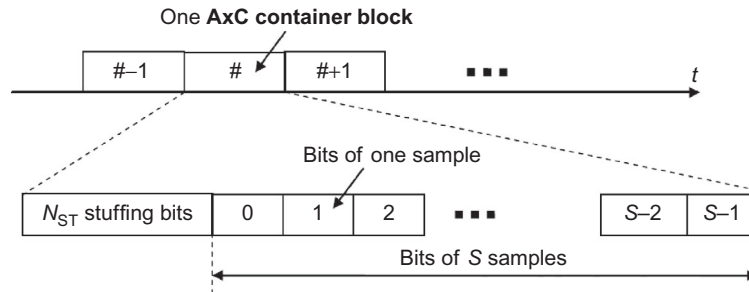 One AxC container block
#–1 # #+1 ■■■ t
Bits of one sample
N_ST stuffing bits 0 1 2 ■■■ S–2 S–1
Bits of S samples